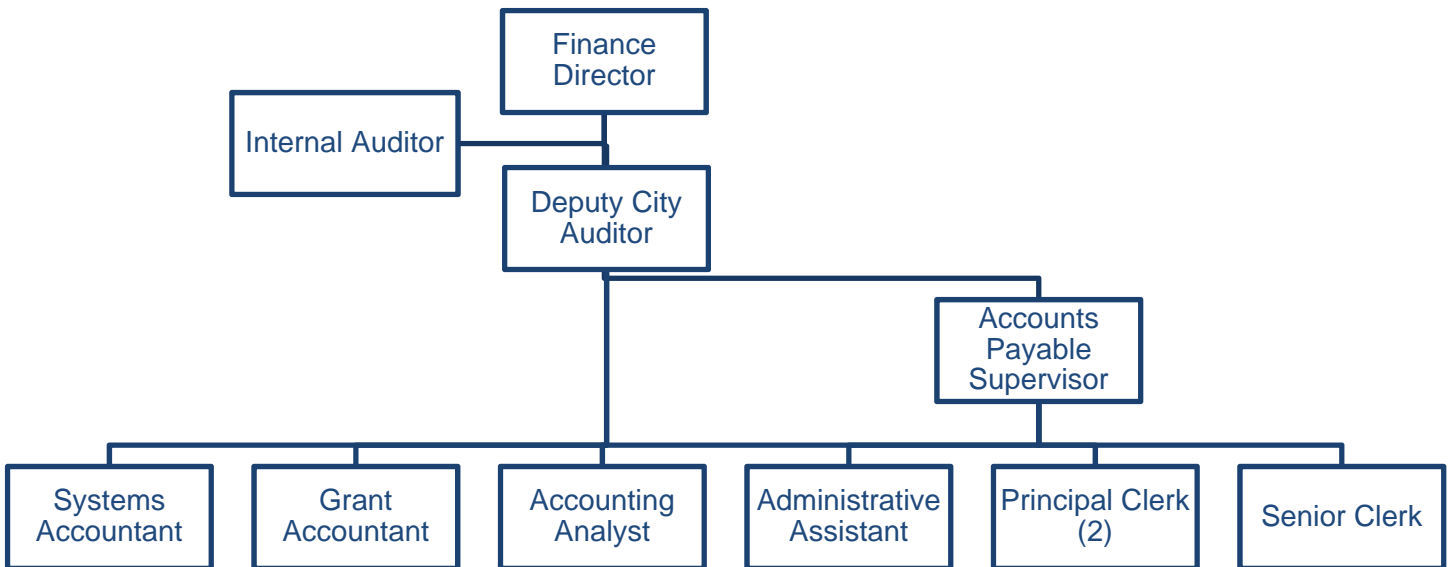 Finance
Director
Internal Auditor
Deputy City
Auditor
Accounts
Payable
Supervisor
Systems
Accountant
Grant
Accountant
Accounting
Analyst
Administrative
Assistant
Principal Clerk
(2)
Senior Clerk